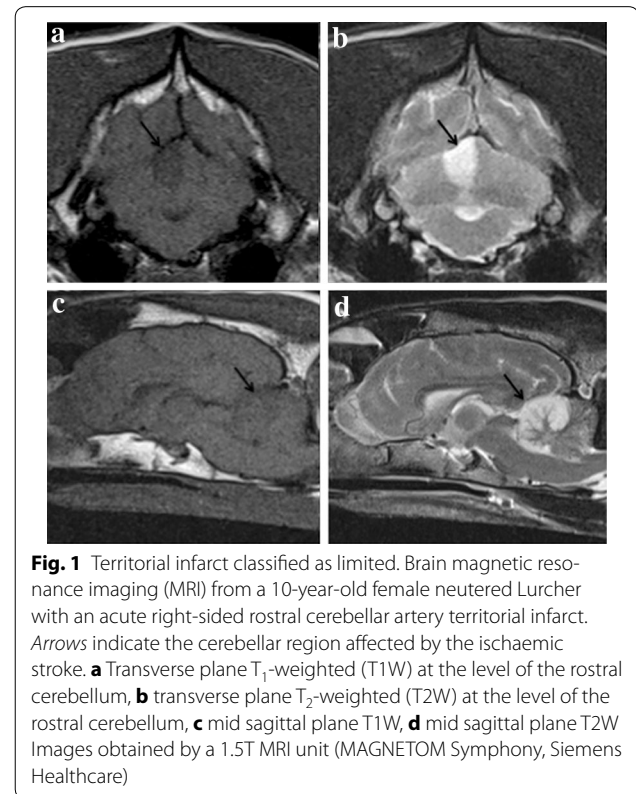 a
b
c
d
Fig. 1 Territorial infarct classified as limited. Brain magnetic reso-
nance imaging (MRI) from a 10-year-old female neutered Lurcher
with an acute right-sided rostral cerebellar artery territorial infarct.
Arrows indicate the cerebellar region affected by the ischaemic
stroke. a Transverse plane T₁-weighted (T1W) at the level of the rostral
cerebellum, b transverse plane T₂-weighted (T2W) at the level of the
rostral cerebellum, c mid sagittal plane T1W, d mid sagittal plane T2W
Images obtained by a 1.5T MRI unit (MAGNETOM Symphony, Siemens
Healthcare)